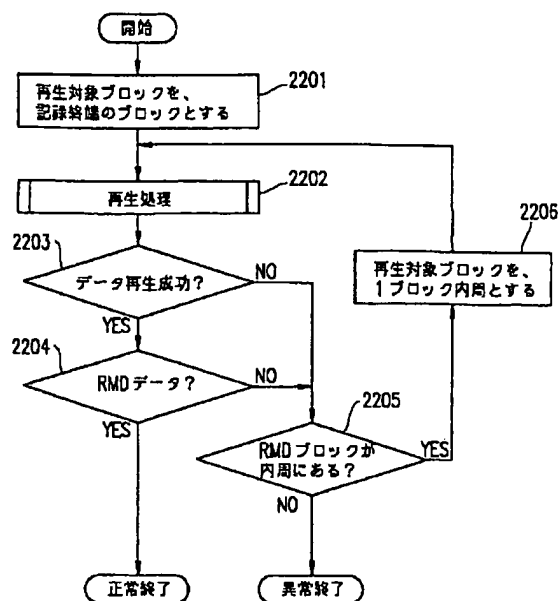 開始
再生対象ブロックを、
記録終端のブロックとする
2201
再生処理
2202
2203
データ再生成功？
NO
YES
2204
RMDデータ？
NO
YES
2205
RMDブロックが
内周にある？
YES
NO
2206
再生対象ブロックを、
1ブロック内周とする
正常終了
異常終了